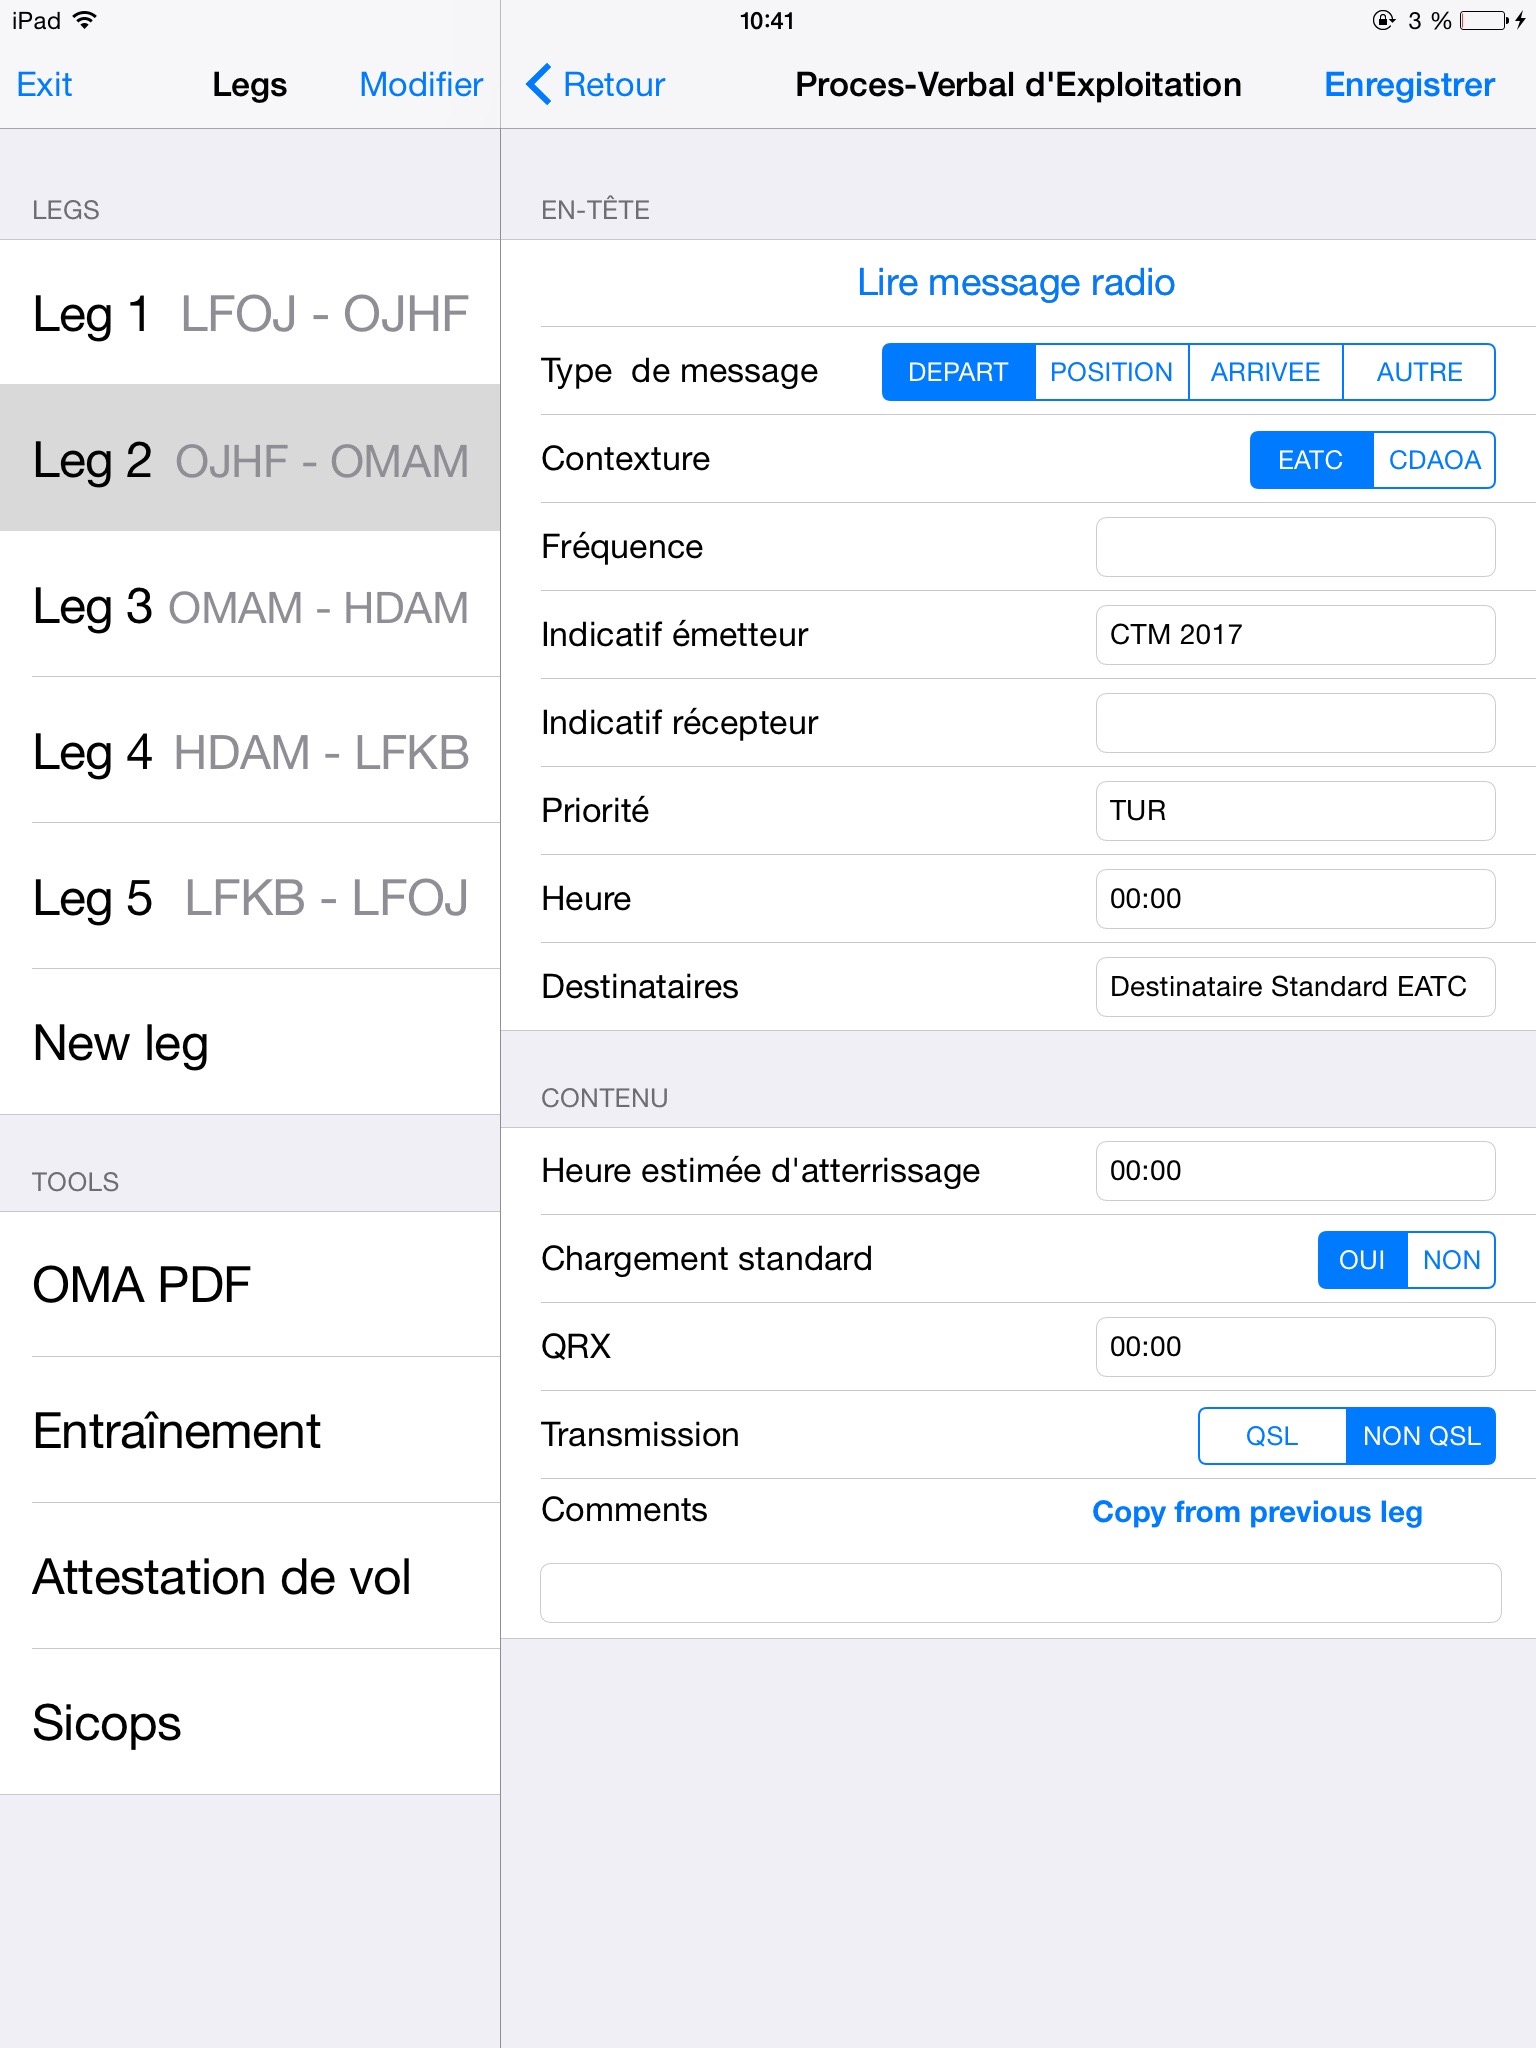 iPad 10:41 3 %
Exit Legs Modifier
LEGS
Leg 1 LFOJ - OJHF
Leg 2 OJHF - OMAM
Leg 3 OMAM - HDAM
Leg 4 HDAM - LFKB
Leg 5 LFKB - LFOJ
New leg
TOOLS
OMA PDF
Entraînement
Attestation de vol
Sicops
Retour Proces-Verbal d'Exploitation Enregistrer
EN-TÊTE
Lire message radio
Type de message DEPART POSITION ARRIVEE AUTRE
Contexture EATC CDAOA
Fréquence
Indicatif émetteur CTM 2017
Indicatif récepteur
Priorité TUR
Heure 00:00
Destinataires Destinataire Standard EATC
CONTENU
Heure estimée d'atterrissage 00:00
Chargement standard OUI NON
QRX 00:00
Transmission QSL NON QSL
Comments Copy from previous leg